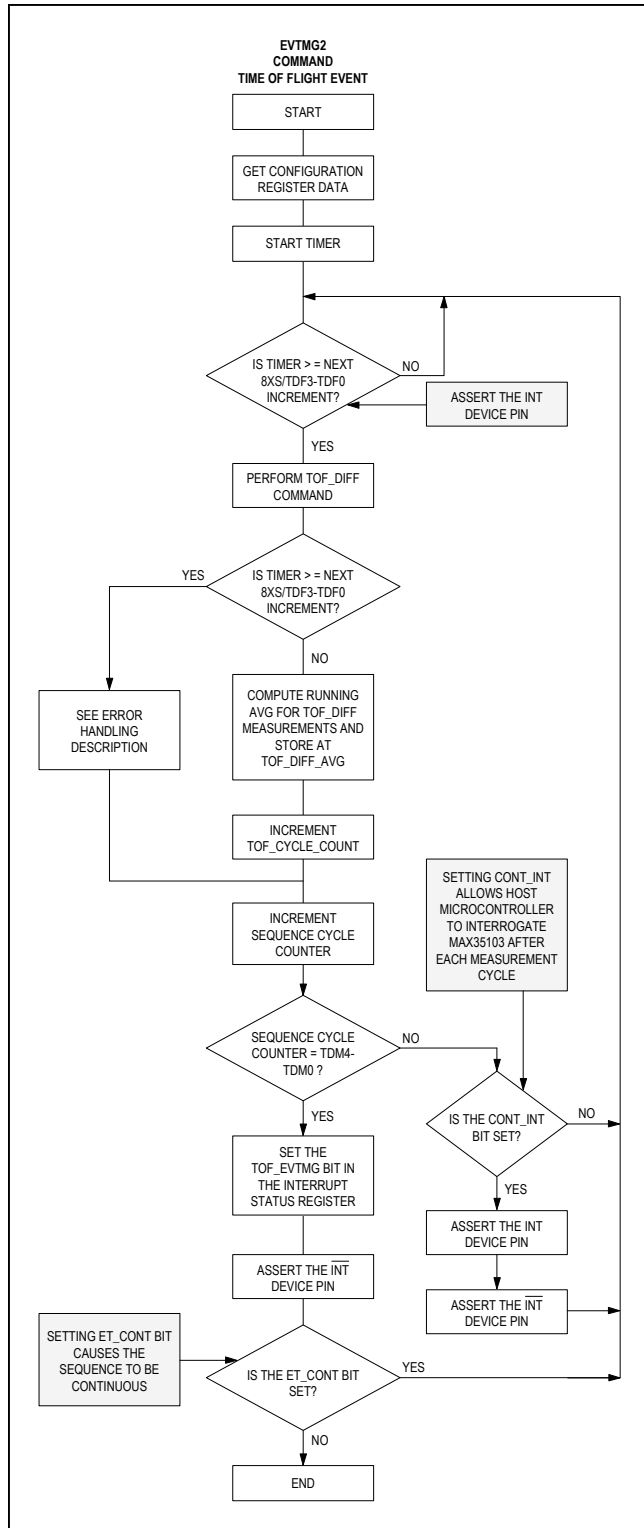 EVTMG2
COMMAND
TIME OF FLIGHT EVENT
START
GET CONFIGURATION
REGISTER DATA
START TIMER
IS TIMER > = NEXT
8XS/TDF3-TDF0
INCREMENT?
NO
ASSERT THE INT
DEVICE PIN
YES
PERFORM TOF_DIFF
COMMAND
YES
IS TIMER > = NEXT
8XS/TDF3-TDF0
INCREMENT?
NO
SEE ERROR
HANDLING
DESCRIPTION
COMPUTE RUNNING
AVG FOR TOF_DIFF
MEASUREMENTS AND
STORE AT
TOF_DIFF_AVG
INCREMENT
TOF_CYCLE_COUNT
SETTING CONT_INT
ALLOWS HOST
MICROCONTROLLER
TO INTERROGATE
MAX35103 AFTER
EACH MEASUREMENT
CYCLE
INCREMENT
SEQUENCE CYCLE
COUNTER
SEQUENCE CYCLE
COUNTER = TDM4-
TDM0 ?
NO
YES
IS THE CONT_INT
BIT SET?
NO
YES
SET THE
TOF_EVTMG BIT IN
THE INTERRUPT
STATUS REGISTER
ASSERT THE INT
DEVICE PIN
ASSERT THE INT
DEVICE PIN
ASSERT THE INT
DEVICE PIN
SETTING ET_CONT BIT
CAUSES THE
SEQUENCE TO BE
CONTINUOUS
IS THE ET_CONT BIT
SET?
YES
NO
END